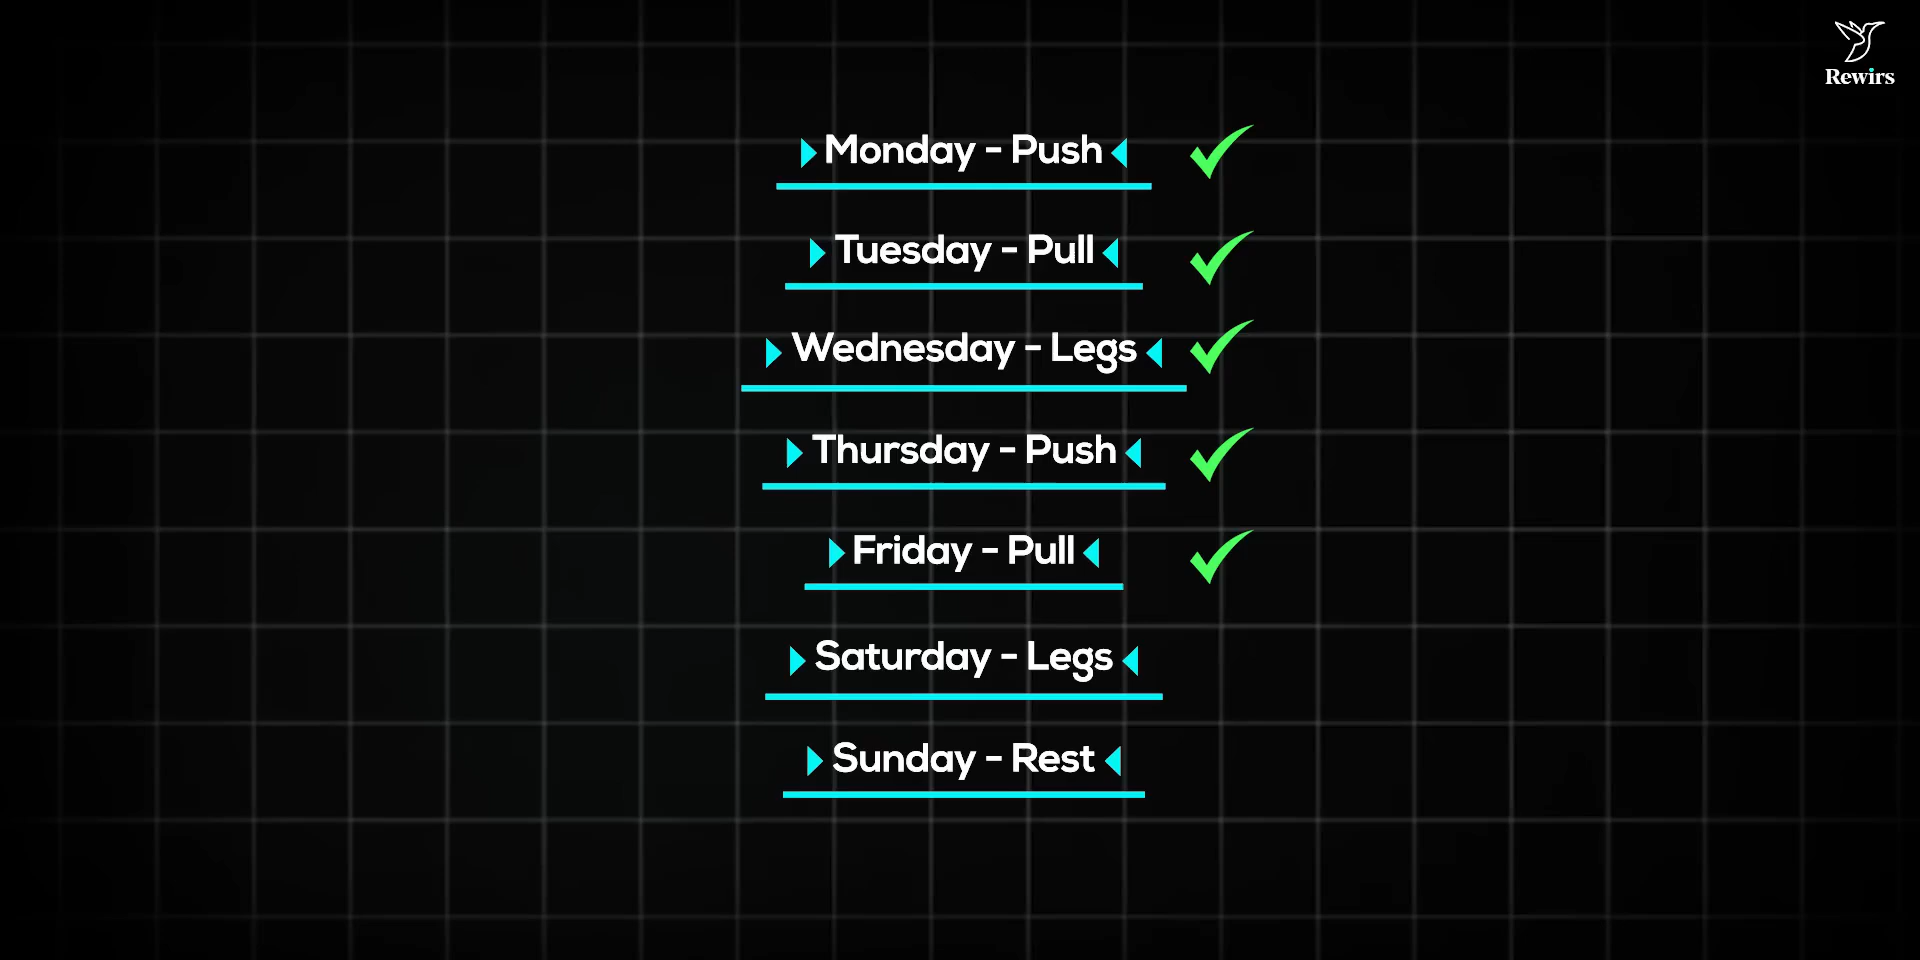 Rewirs
Monday - Push
Tuesday - Pull
Wednesday - Legs
Thursday - Push
Friday - Pull
Saturday - Legs
Sunday - Rest